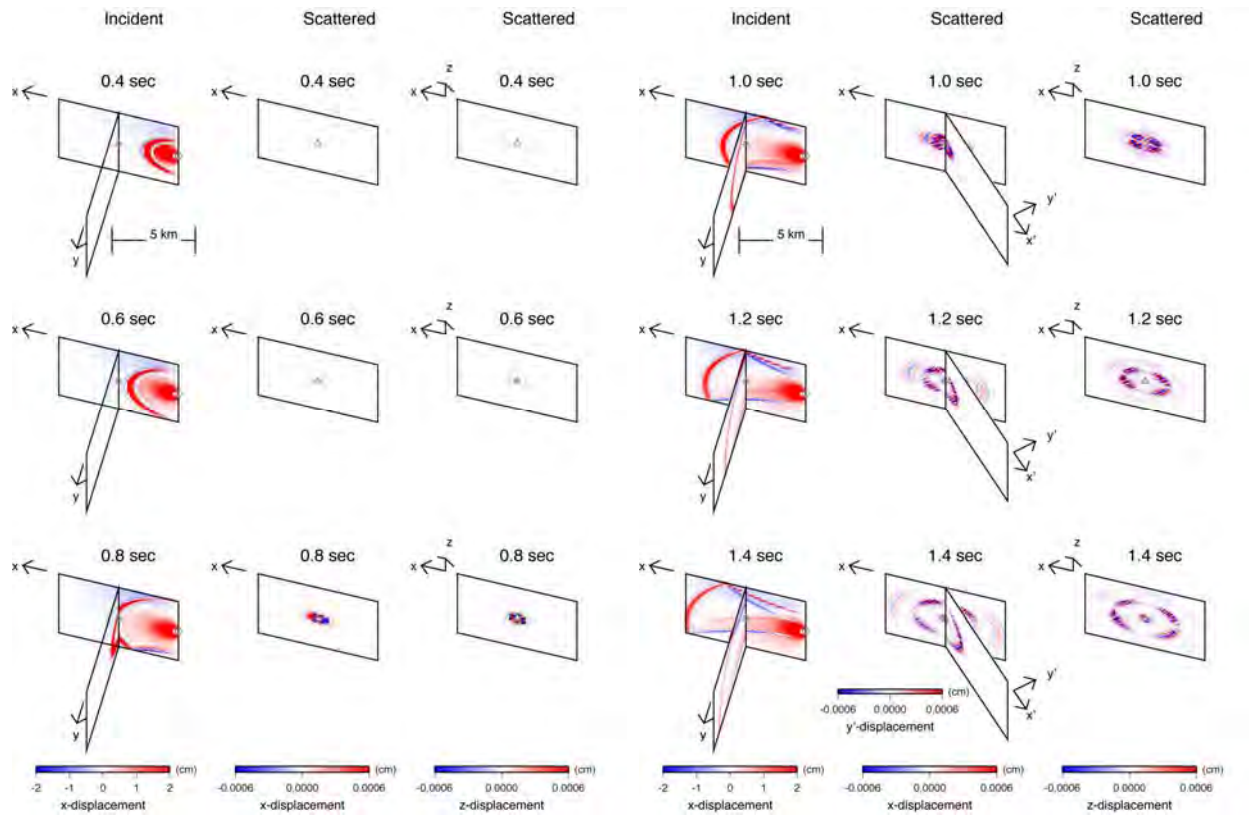 Incident Scattered Scattered Incident Scattered Scattered
0.4 sec 0.4 sec z 0.4 sec 1.0 sec 1.0 sec z 1.0 sec
x x x x x x
y 5 km y 5 km y' x'
0.6 sec 0.6 sec z 0.6 sec 1.2 sec 1.2 sec z 1.2 sec
x x x x x x
y y y' x'
0.8 sec 0.8 sec z 0.8 sec 1.4 sec 1.4 sec z 1.4 sec
x x x x x x
y y y' x'
(cm)
-0.0006 0.0000 0.0006
y'-displacement
(cm) (cm) (cm) (cm) (cm) (cm)
-2 -1 0 1 2 -0.0006 0.0000 0.0006 -0.0006 0.0000 0.0006 -2 -1 0 1 2 -0.0006 0.0000 0.0006 -0.0006 0.0000 0.0006
x-displacement x-displacement z-displacement x-displacement x-displacement z-displacement